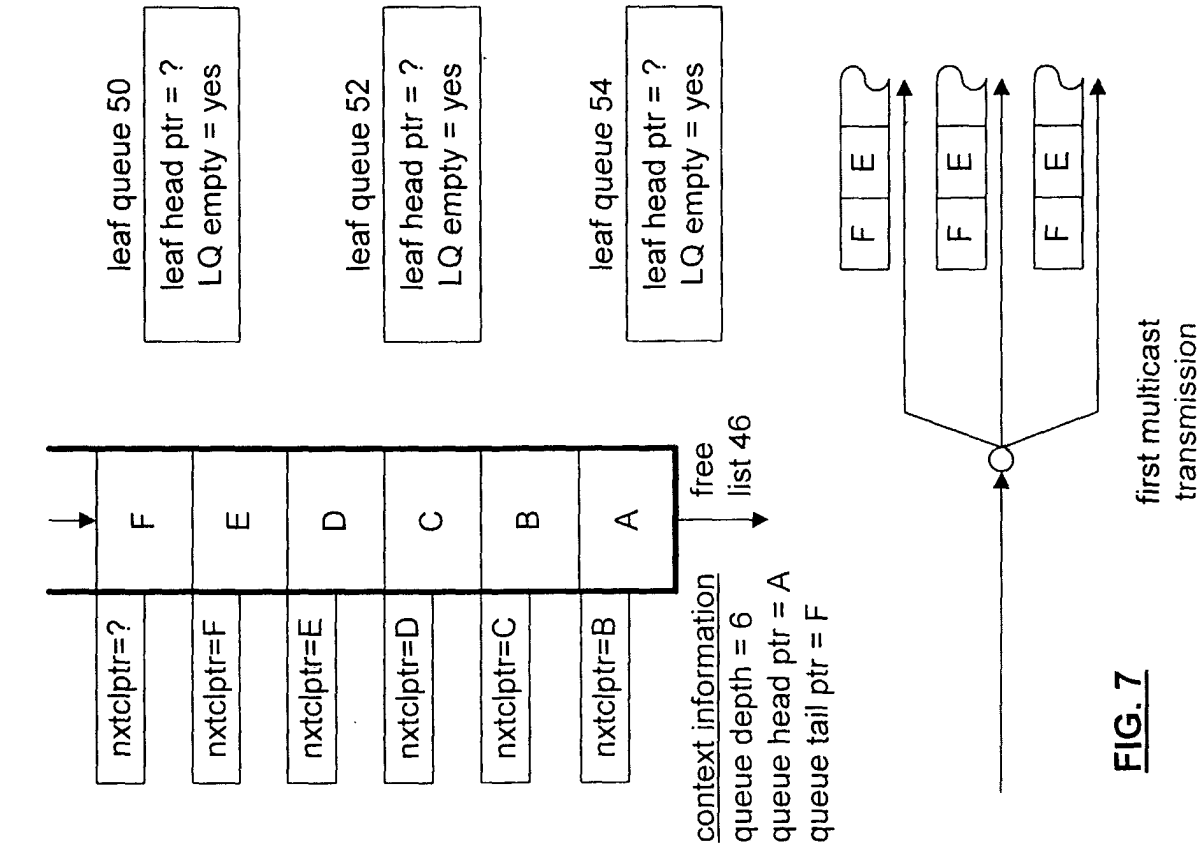 nxtclptr=?
nxtclptr=F
nxtclptr=E
nxtclptr=D
nxtclptr=C
nxtclptr=B
F
E
D
C
B
A
free
list 46
context information
queue depth = 6
queue head ptr = A
queue tail ptr = F
leaf queue 50
leaf head ptr = ?
LQ empty = yes
leaf queue 52
leaf head ptr = ?
LQ empty = yes
leaf queue 54
leaf head ptr = ?
LQ empty = yes
F E
F E
F E
first multicast
transmission
FIG. 7